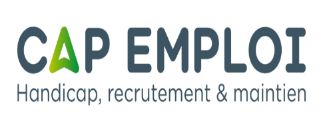 CAP EMPLOI
Handicap, recrutement & maintien